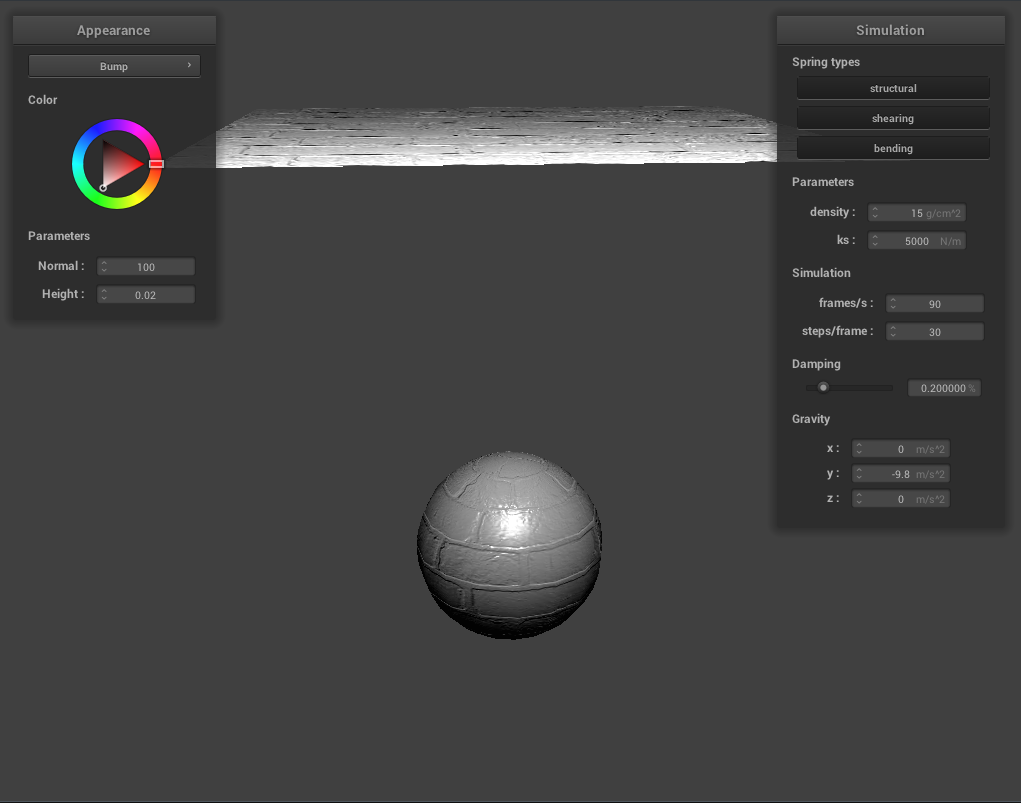 Appearance
Bump
Color
Parameters
Normal : 100
Height : 0.02
Simulation
Spring types
structural
shearing
bending
Parameters
density : 15 g/cm^2
ks : 5000 N/m
Simulation
frames/s : 90
steps/frame : 30
Damping
0.200000 %
Gravity
x : 0 m/s^2
y : -9.8 m/s^2
z : 0 m/s^2